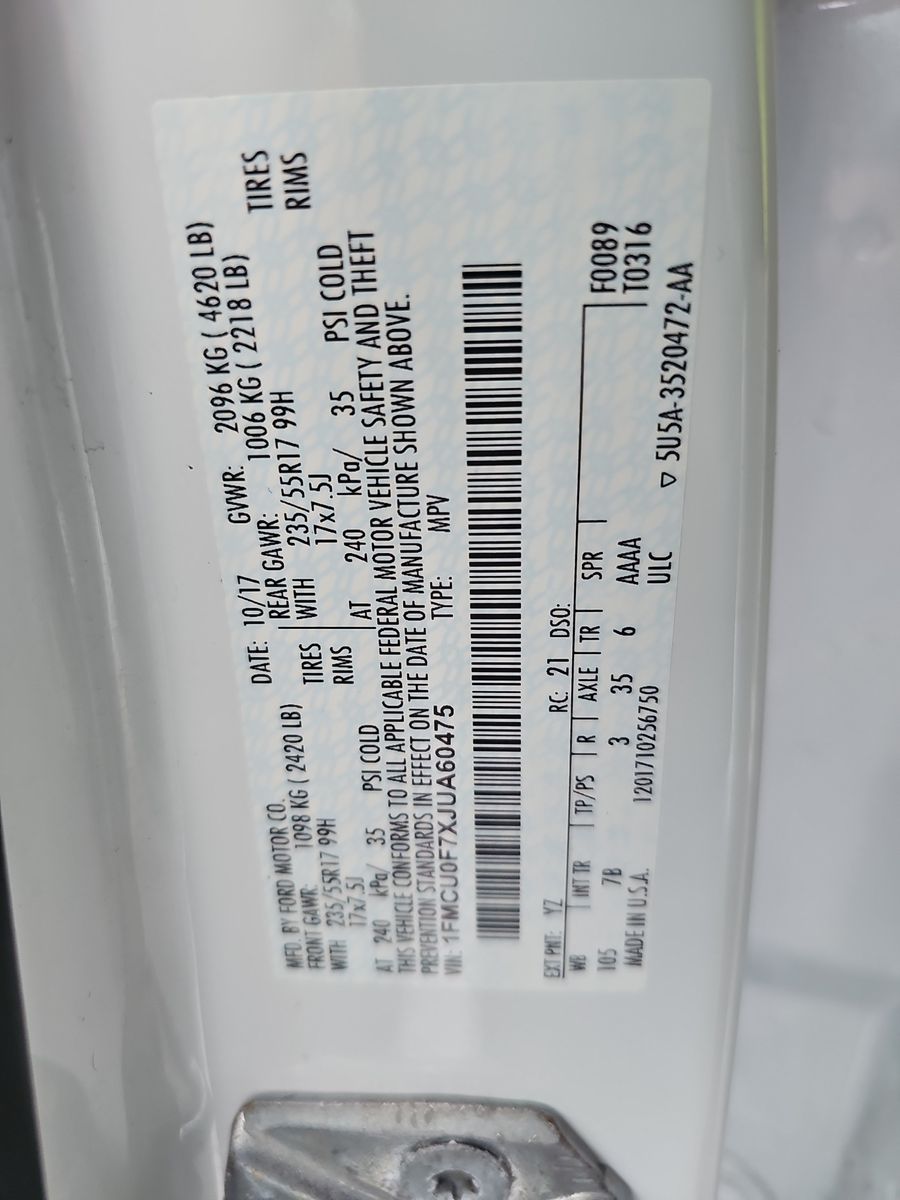 MFD. BY FORD MOTOR CO. DATE: 10/17 GVWR: 2096 KG ( 4620 LB)
FRONT GAWR: 1098 KG ( 2420 LB) REAR GAWR: 1006 KG ( 2218 LB)
WITH 235/55R17 99H TIRES WITH 235/55R17 99H TIRES
17x7.5J RIMS 17x7.5J RIMS
AT 240 kPa/ 35 PSI COLD AT 240 kPa/ 35 PSI COLD
THIS VEHICLE CONFORMS TO ALL APPLICABLE FEDERAL MOTOR VEHICLE SAFETY AND THEFT
PREVENTION STANDARDS IN EFFECT ON THE DATE OF MANUFACTURE SHOWN ABOVE.
VIN: 1FMCU0F7XJUA60475 TYPE: MPV
EXT PNT: YZ RC: 21 DSO:
WB INT TR TP/PS R AXLE TR SPR F0089
105 7B 3 35 6 AAAA T0316
MADE IN U.S.A. 1201710256750 ULC
▽ 5U5A-3520472-AA